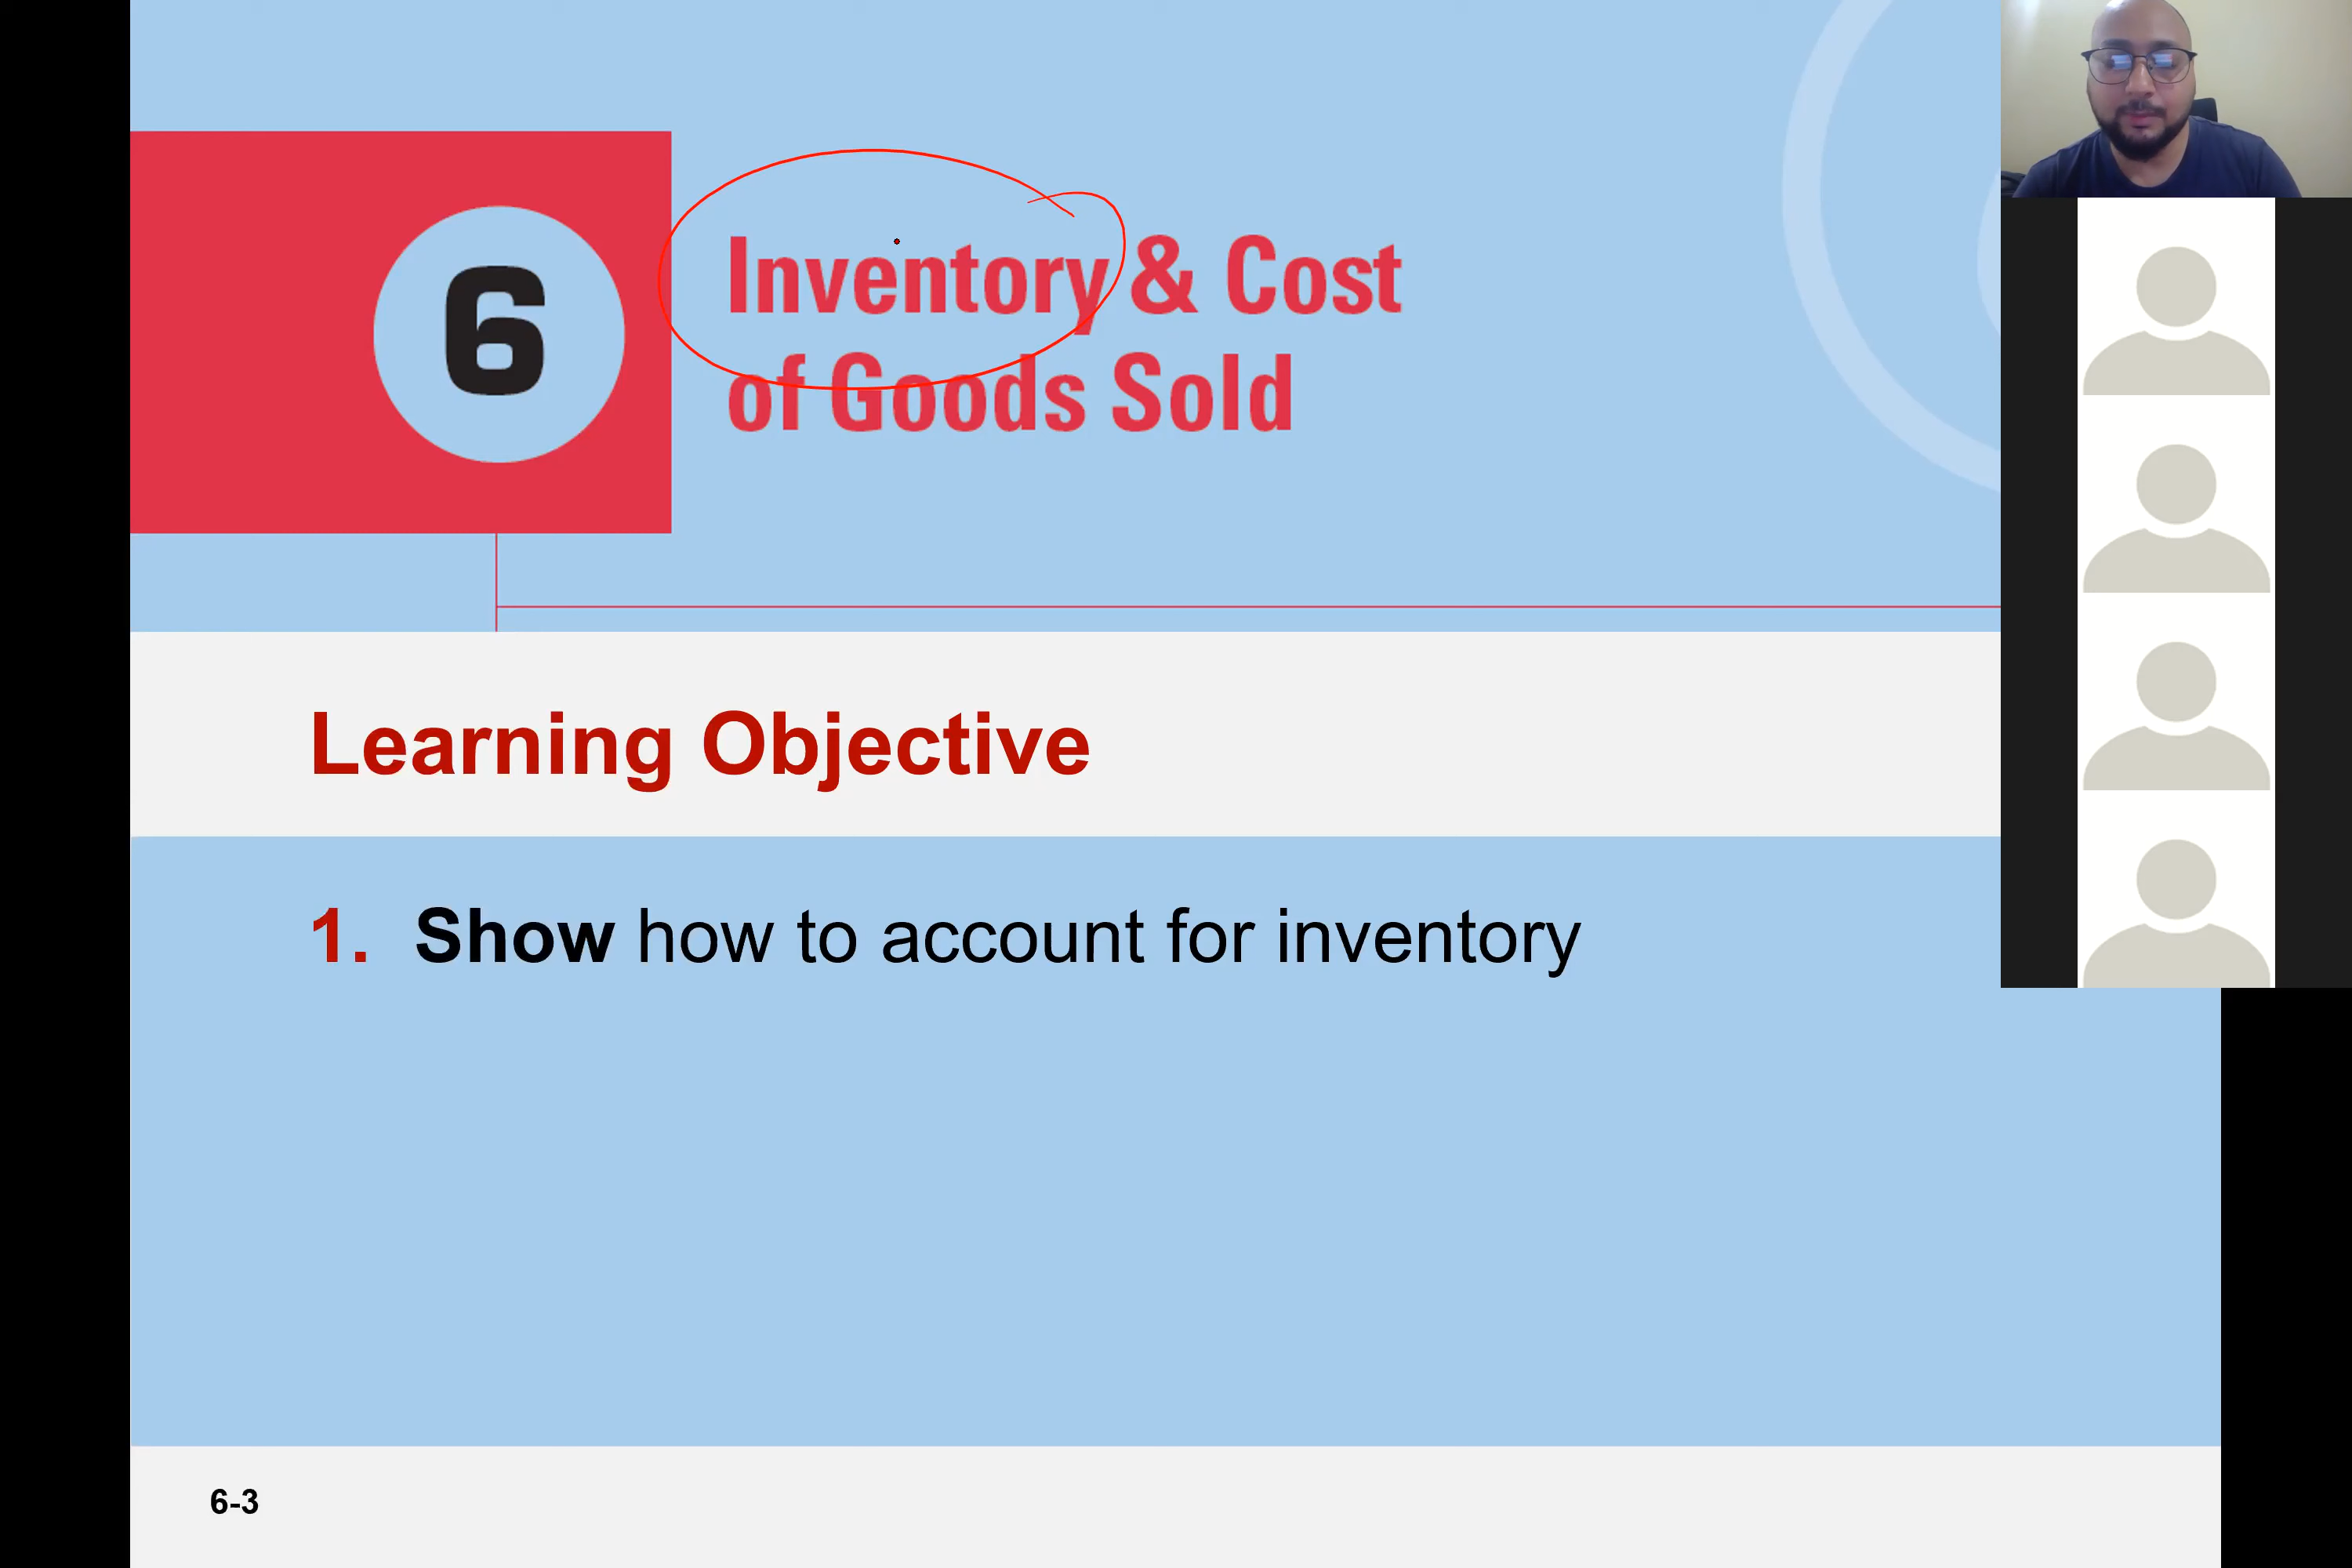 6
Inventory & Cost
of Goods Sold
Learning Objective
1. Show how to account for inventory
6-3